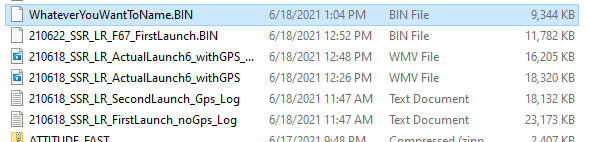 WhateverYouWantToName.BIN 6/18/2021 1:04 PM BIN File 9,344 KB
210622_SSR_LR_F67_FirstLaunch.BIN 6/18/2021 12:52 PM BIN File 11,782 KB
210618_SSR_LR_ActualLaunch6_withGPS_... 6/18/2021 12:48 PM WMV File 16,205 KB
210618_SSR_LR_ActualLaunch6_withGPS 6/18/2021 12:26 PM WMV File 18,320 KB
210618_SSR_LR_SecondLaunch_Gps_Log 6/18/2021 11:47 AM Text Document 18,132 KB
210618_SSR_LR_FirstLaunch_noGps_Log 6/18/2021 11:47 AM Text Document 23,173 KB
ATTITUDE_FAST 6/17/2021 9:48 PM Compressed (zipp... 2,407 KB